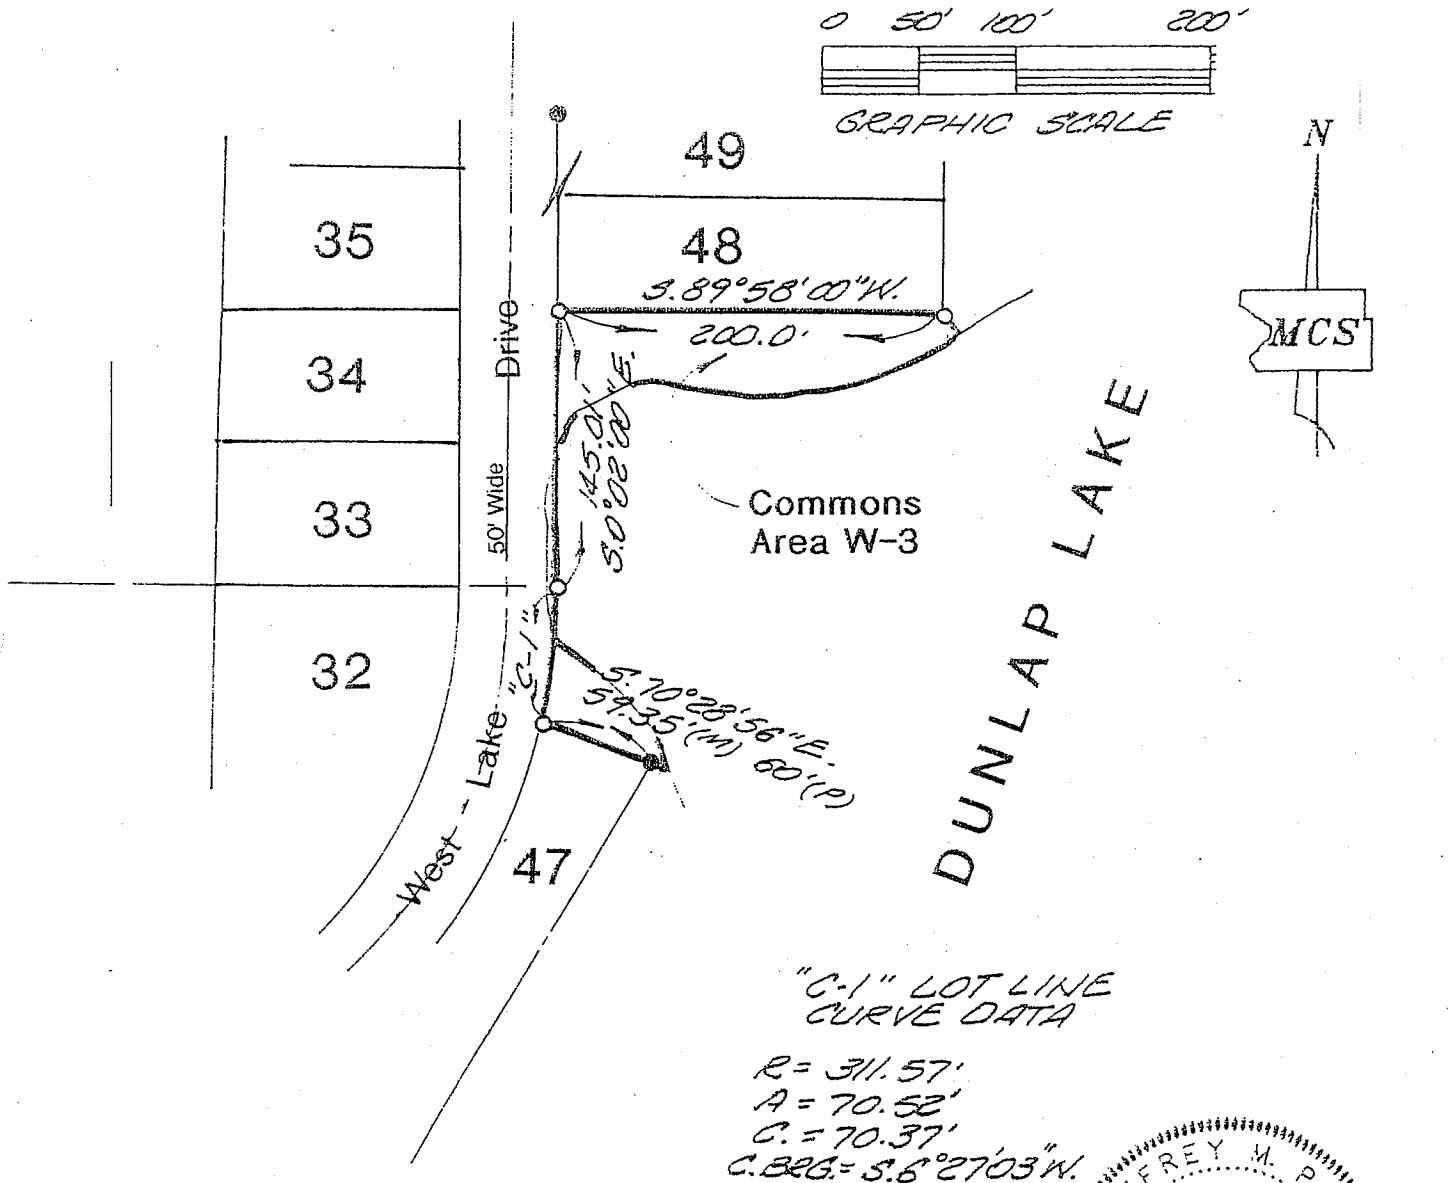 0 50' 100' 200'
GRAPHIC SCALE
N
MCS
49
48
S.89°58'00"W.
200.0'
35
34
33
32
Drive
50' Wide
145.01'
S.0°02'00"E.
Commons
Area W-3
DUNLAP LAKE
"C-1"
S.70°28'56"E.
59.35'(M) 60'(P)
West - Lake
47
"C-1" LOT LINE
CURVE DATA
R = 311.57'
A = 70.52'
C. = 70.37'
C.BRG. = S.6°27'03"W.
FREY M. P